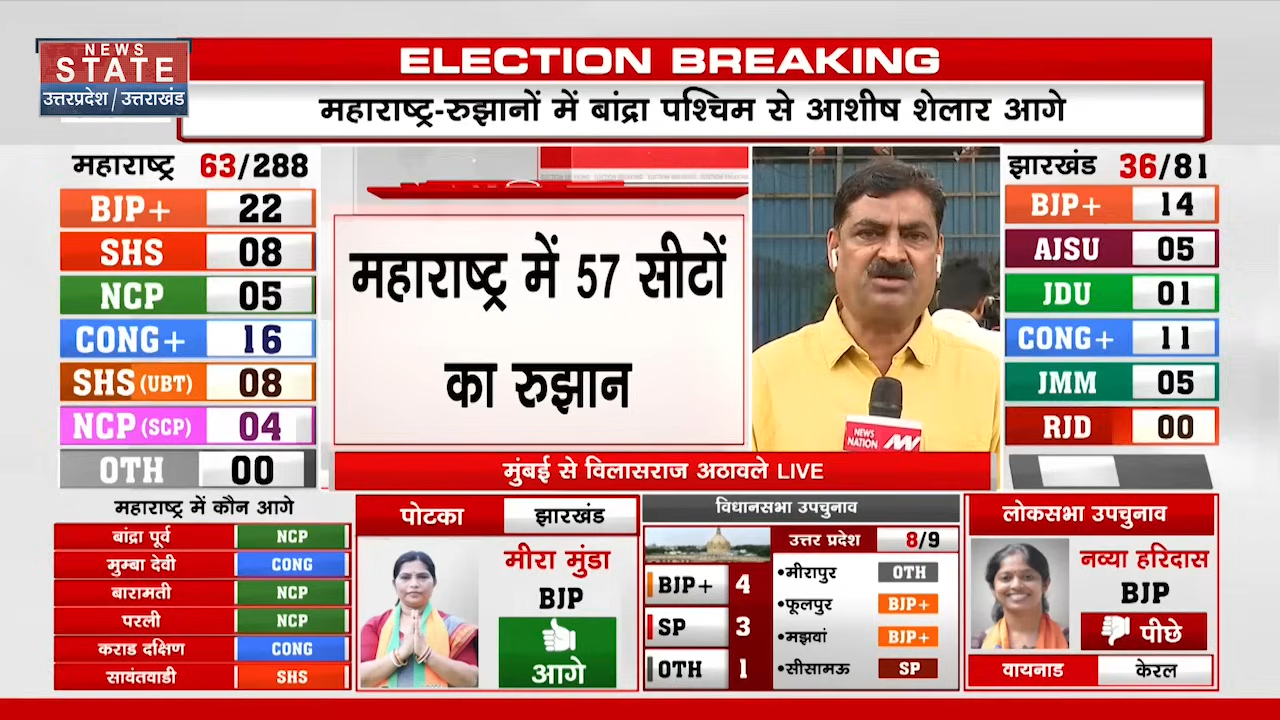 NEWS
STATE
उत्तरप्रदेश / उत्तराखंड
ELECTION BREAKING
महाराष्ट्र-रुझानों में बांद्रा पश्चिम से आशीष शेलार आगे
महाराष्ट्र 63/288
BJP+ 22
SHS 08
NCP 05
CONG+ 16
SHS (UBT) 08
NCP (SCP) 04
OTH 00
महाराष्ट्र में 57 सीटों
का रुझान
NEWS
NATION
मुंबई से विलासराज अठावले LIVE
झारखंड 36/81
BJP+ 14
AJSU 05
JDU 01
CONG+ 11
JMM 05
RJD 00
महाराष्ट्र में कौन आगे
बांद्रा पूर्व NCP
मुम्बा देवी CONG
बारामती NCP
परली NCP
कराड दक्षिण CONG
सावंतवाडी SHS
पोटका झारखंड
मीरा मुंडा
BJP
आगे
विधानसभा उपचुनाव
उत्तर प्रदेश 8/9
BJP+ 4
SP 3
OTH 1
•मीरापुर OTH
•फूलपुर BJP+
•मझवां BJP+
•सीसामऊ SP
लोकसभा उपचुनाव
नव्या हरिदास
BJP
पीछे
वायनाड केरल